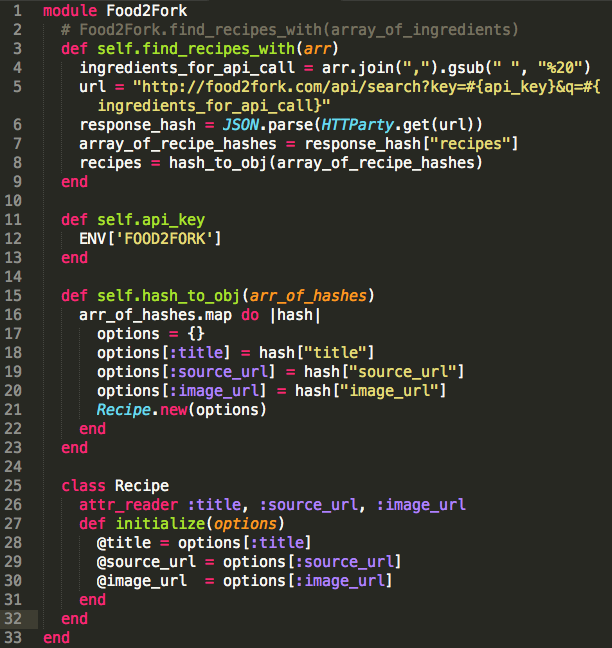 1 module Food2Fork
2   # Food2Fork.find_recipes_with(array_of_ingredients)
3   def self.find_recipes_with(arr)
4     ingredients_for_api_call = arr.join(",").gsub(" ", "%20")
5     url = "http://food2fork.com/api/search?key=#{api_key}&q=#{
      ingredients_for_api_call}"
6     response_hash = JSON.parse(HTTParty.get(url))
7     array_of_recipe_hashes = response_hash["recipes"]
8     recipes = hash_to_obj(array_of_recipe_hashes)
9   end
10
11   def self.api_key
12     ENV['FOOD2FORK']
13   end
14
15   def self.hash_to_obj(arr_of_hashes)
16     arr_of_hashes.map do |hash|
17       options = {}
18       options[:title] = hash["title"]
19       options[:source_url] = hash["source_url"]
20       options[:image_url] = hash["image_url"]
21       Recipe.new(options)
22     end
23   end
24
25   class Recipe
26     attr_reader :title, :source_url, :image_url
27     def initialize(options)
28       @title = options[:title]
29       @source_url = options[:source_url]
30       @image_url  = options[:image_url]
31     end
32   end
33 end